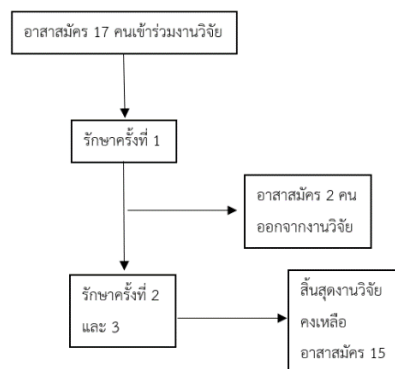 อาสาสมัคร 17 คนเข้าร่วมงานวิจัย
รักษาครั้งที่ 1
อาสาสมัคร 2 คน
ออกจากงานวิจัย
รักษาครั้งที่ 2
และ 3
สิ้นสุดงานวิจัย
คงเหลือ
อาสาสมัคร 15